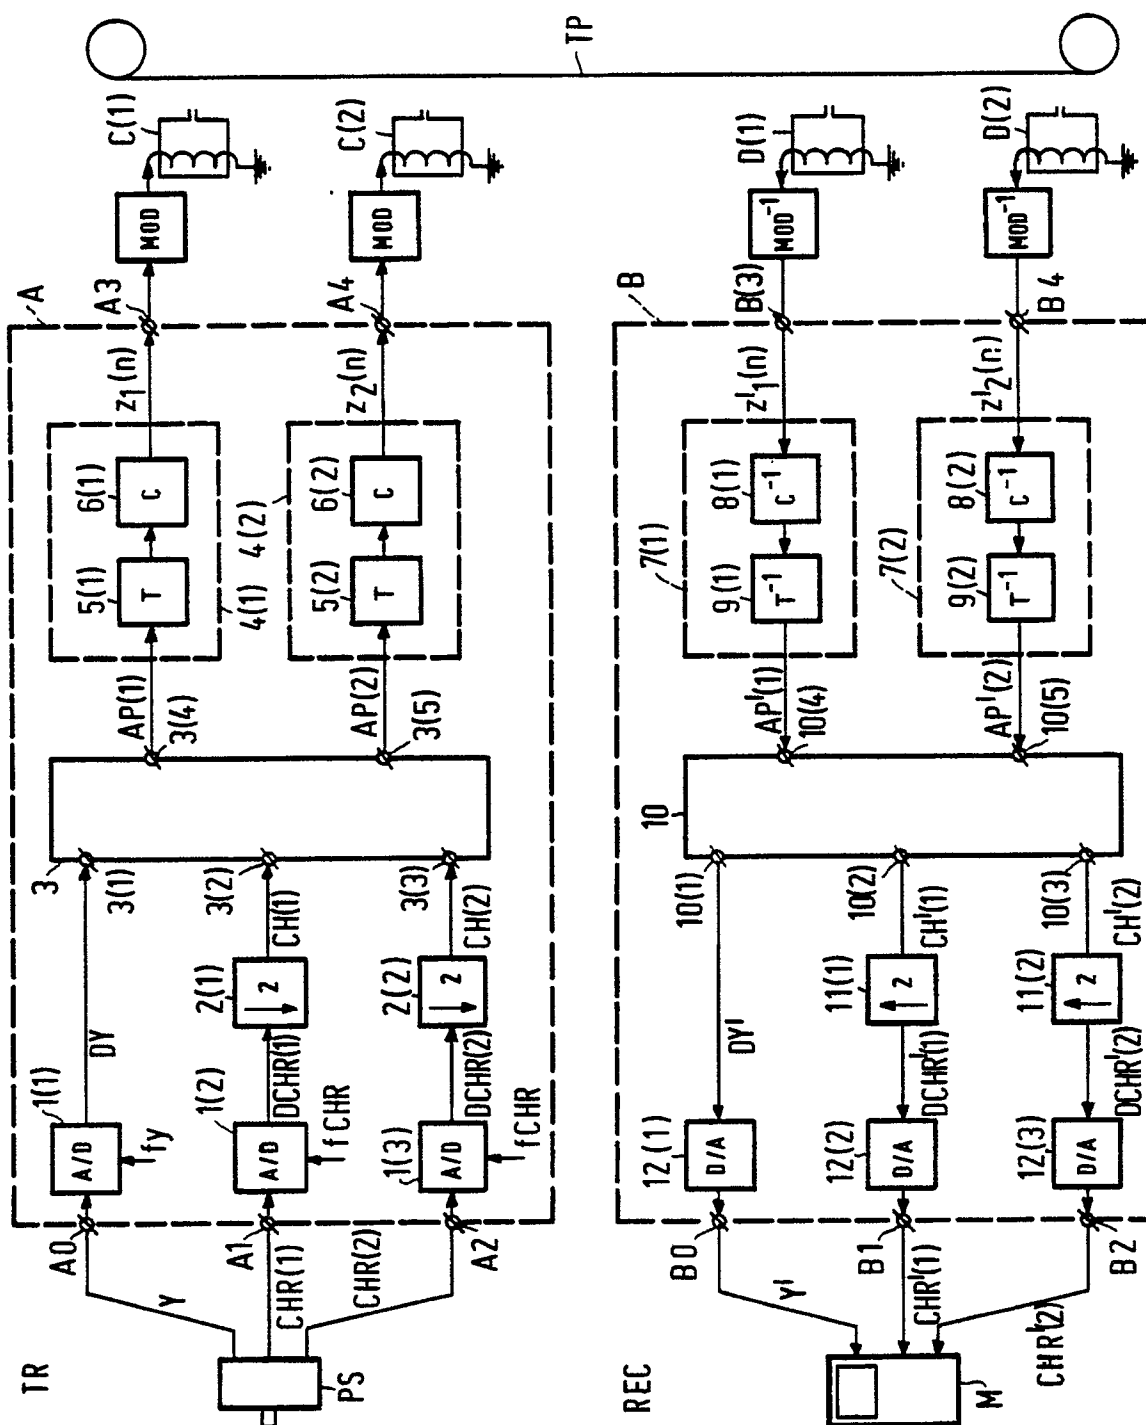 TR
PS
Y
CHR(1)
CHR(2)
A0
A1
A2
1(1)
A/D
fy
1(2)
A/D
fCHR
1(3)
A/D
fCHR
DY
DCHR(1)
DCHR(2)
2(1)
2
2(2)
2
CH(1)
CH(2)
3
3(1)
3(2)
3(3)
3(4)
3(5)
AP(1)
AP(2)
4(1)
4(2)
5(1)
T
6(1)
C
5(2)
T
6(2)
C
z1(n)
z2(n)
A
A3
A4
MOD
MOD
C(1)
C(2)
TP
REC
M
Y'
CHR'(1)
CHR'(2)
B0
B1
B2
12(1)
D/A
12(2)
D/A
12(3)
D/A
DY'
DCHR'(1)
DCHR'(2)
11(1)
2
11(2)
2
CH'(1)
CH'(2)
10
10(1)
10(2)
10(3)
10(4)
10(5)
AP'(1)
AP'(2)
7(1)
7(2)
9(1)
T-1
8(1)
C-1
9(2)
T-1
8(2)
C-1
z'1(n)
z'2(n)
B
B(3)
B4
MOD-1
MOD-1
D(1)
D(2)